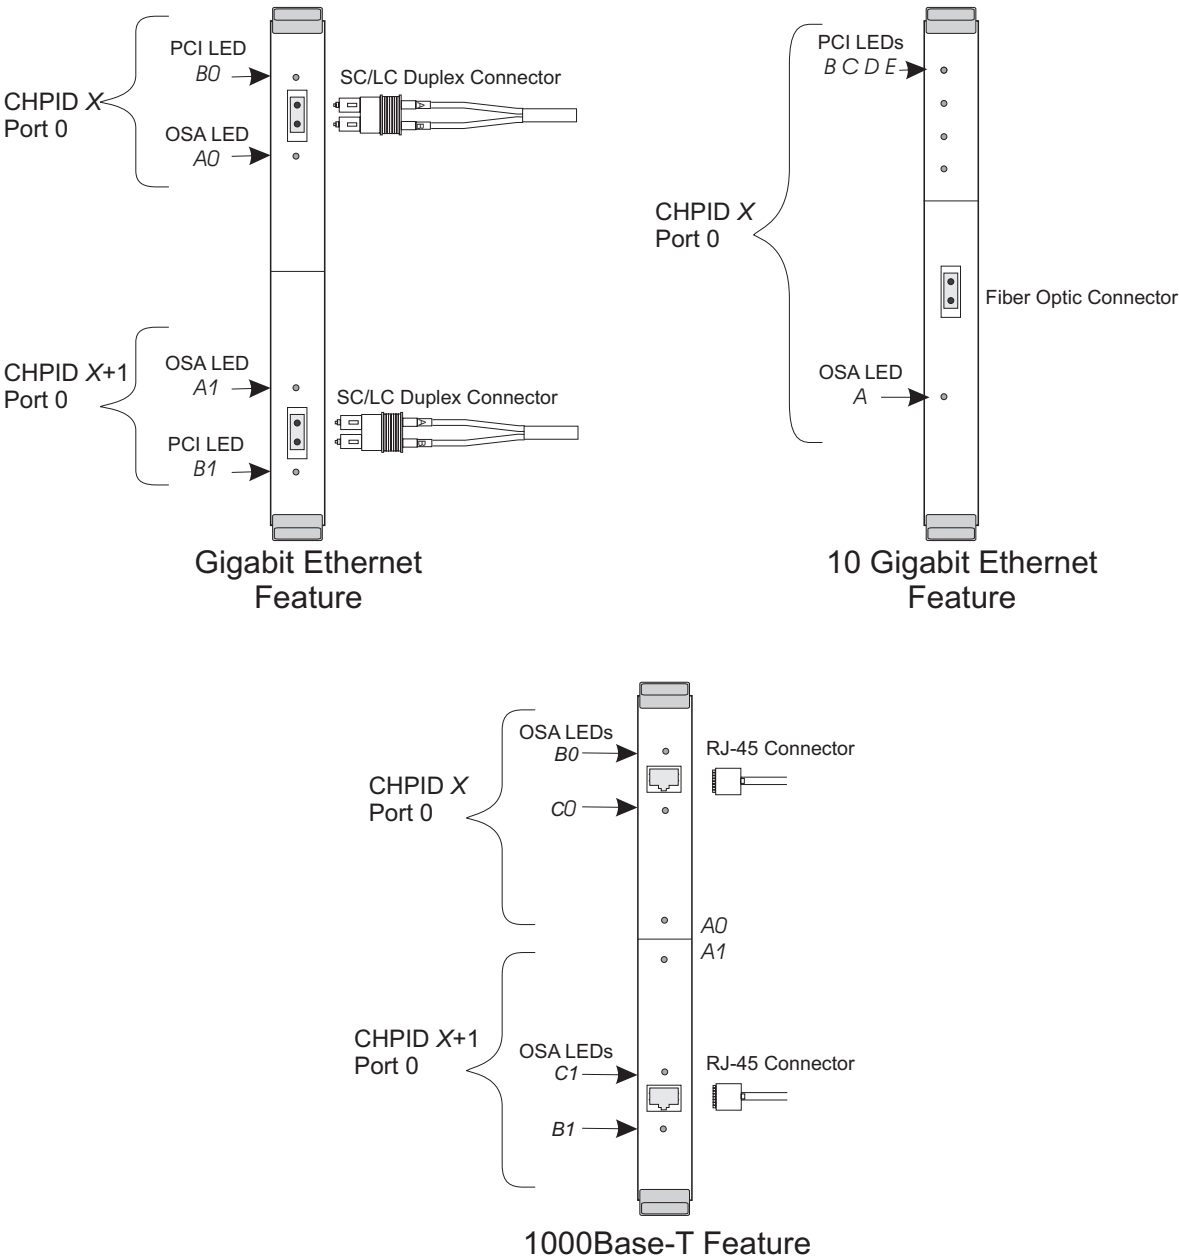 PCI LED
B0
SC/LC Duplex Connector
CHPID X
Port 0
OSA LED
A0
CHPID X+1
Port 0
OSA LED
A1
SC/LC Duplex Connector
PCI LED
B1
Gigabit Ethernet
Feature
PCI LEDs
B C D E
CHPID X
Port 0
Fiber Optic Connector
OSA LED
A
10 Gigabit Ethernet
Feature
OSA LEDs
B0
RJ-45 Connector
CHPID X
Port 0
C0
A0
A1
CHPID X+1
Port 0
OSA LEDs
C1
RJ-45 Connector
B1
1000Base-T Feature